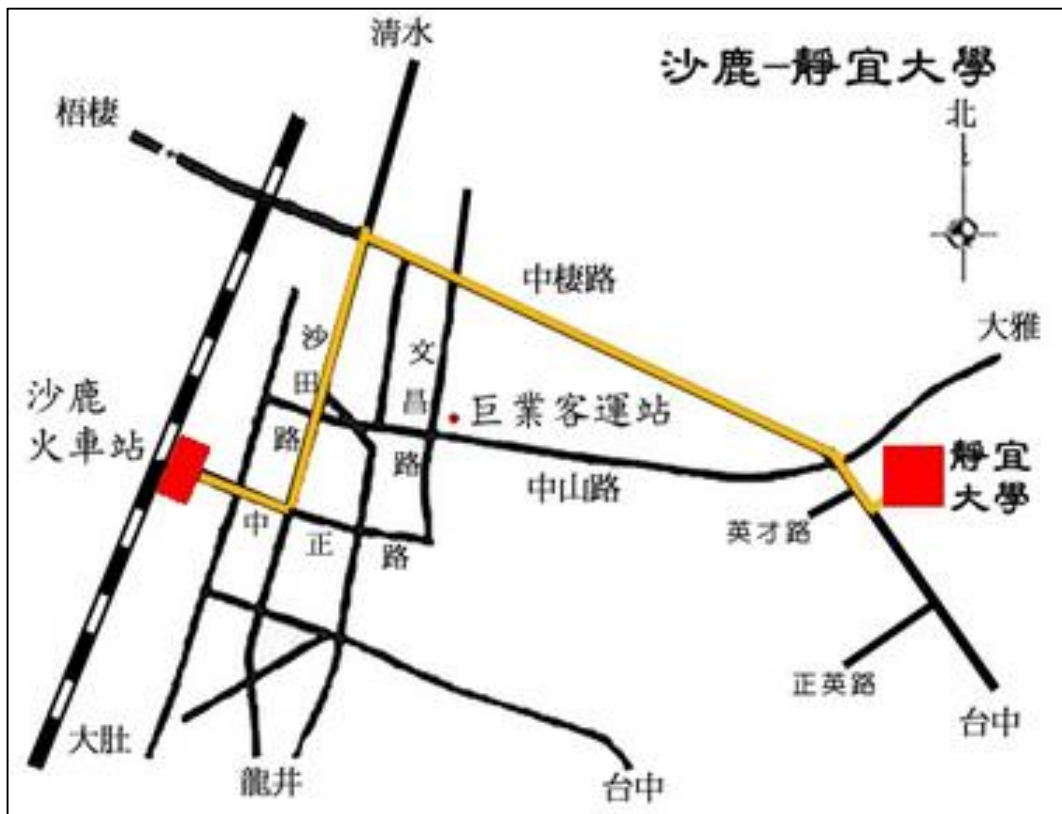 清水
沙鹿-靜宜大學
北
梧棲
中棲路
大雅
沙田路
文昌路
沙鹿
火車站
巨業客運站
靜宜
大學
中山路
英才路
中正路
正英路
大肚
龍井
台中
台中